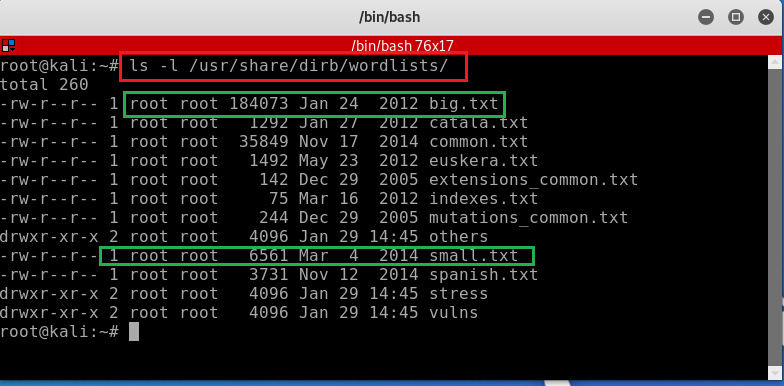 /bin/bash
/bin/bash 76x17
root@kali:~# ls -l /usr/share/dirb/wordlists/
total 260
-rw-r--r-- 1 root root 184073 Jan 24  2012 big.txt
-rw-r--r-- 1 root root   1292 Jan 27  2012 catala.txt
-rw-r--r-- 1 root root  35849 Nov 17  2014 common.txt
-rw-r--r-- 1 root root   1492 May 23  2012 euskera.txt
-rw-r--r-- 1 root root    142 Dec 29  2005 extensions_common.txt
-rw-r--r-- 1 root root     75 Mar 16  2012 indexes.txt
-rw-r--r-- 1 root root    244 Dec 29  2005 mutations_common.txt
drwxr-xr-x 2 root root   4096 Jan 29 14:45 others
-rw-r--r-- 1 root root   6561 Mar  4  2014 small.txt
-rw-r--r-- 1 root root   3731 Nov 12  2014 spanish.txt
drwxr-xr-x 2 root root   4096 Jan 29 14:45 stress
drwxr-xr-x 2 root root   4096 Jan 29 14:45 vulns
root@kali:~#